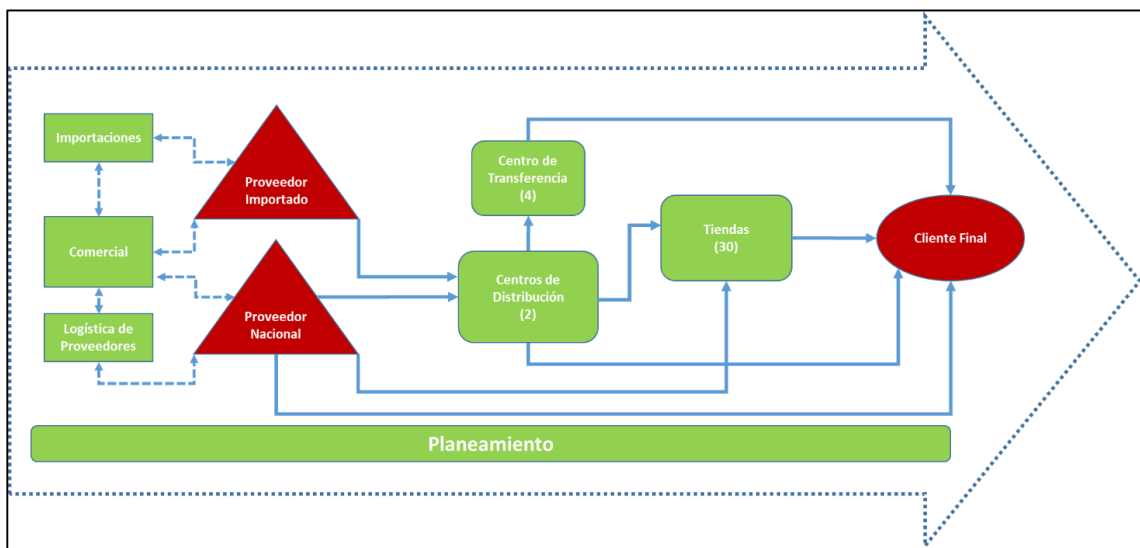 Importaciones
Comercial
Logística de
Proveedores
Proveedor
Importado
Proveedor
Nacional
Centro de
Transferencia
(4)
Centros de
Distribución
(2)
Tiendas
(30)
Cliente Final
Planeamiento